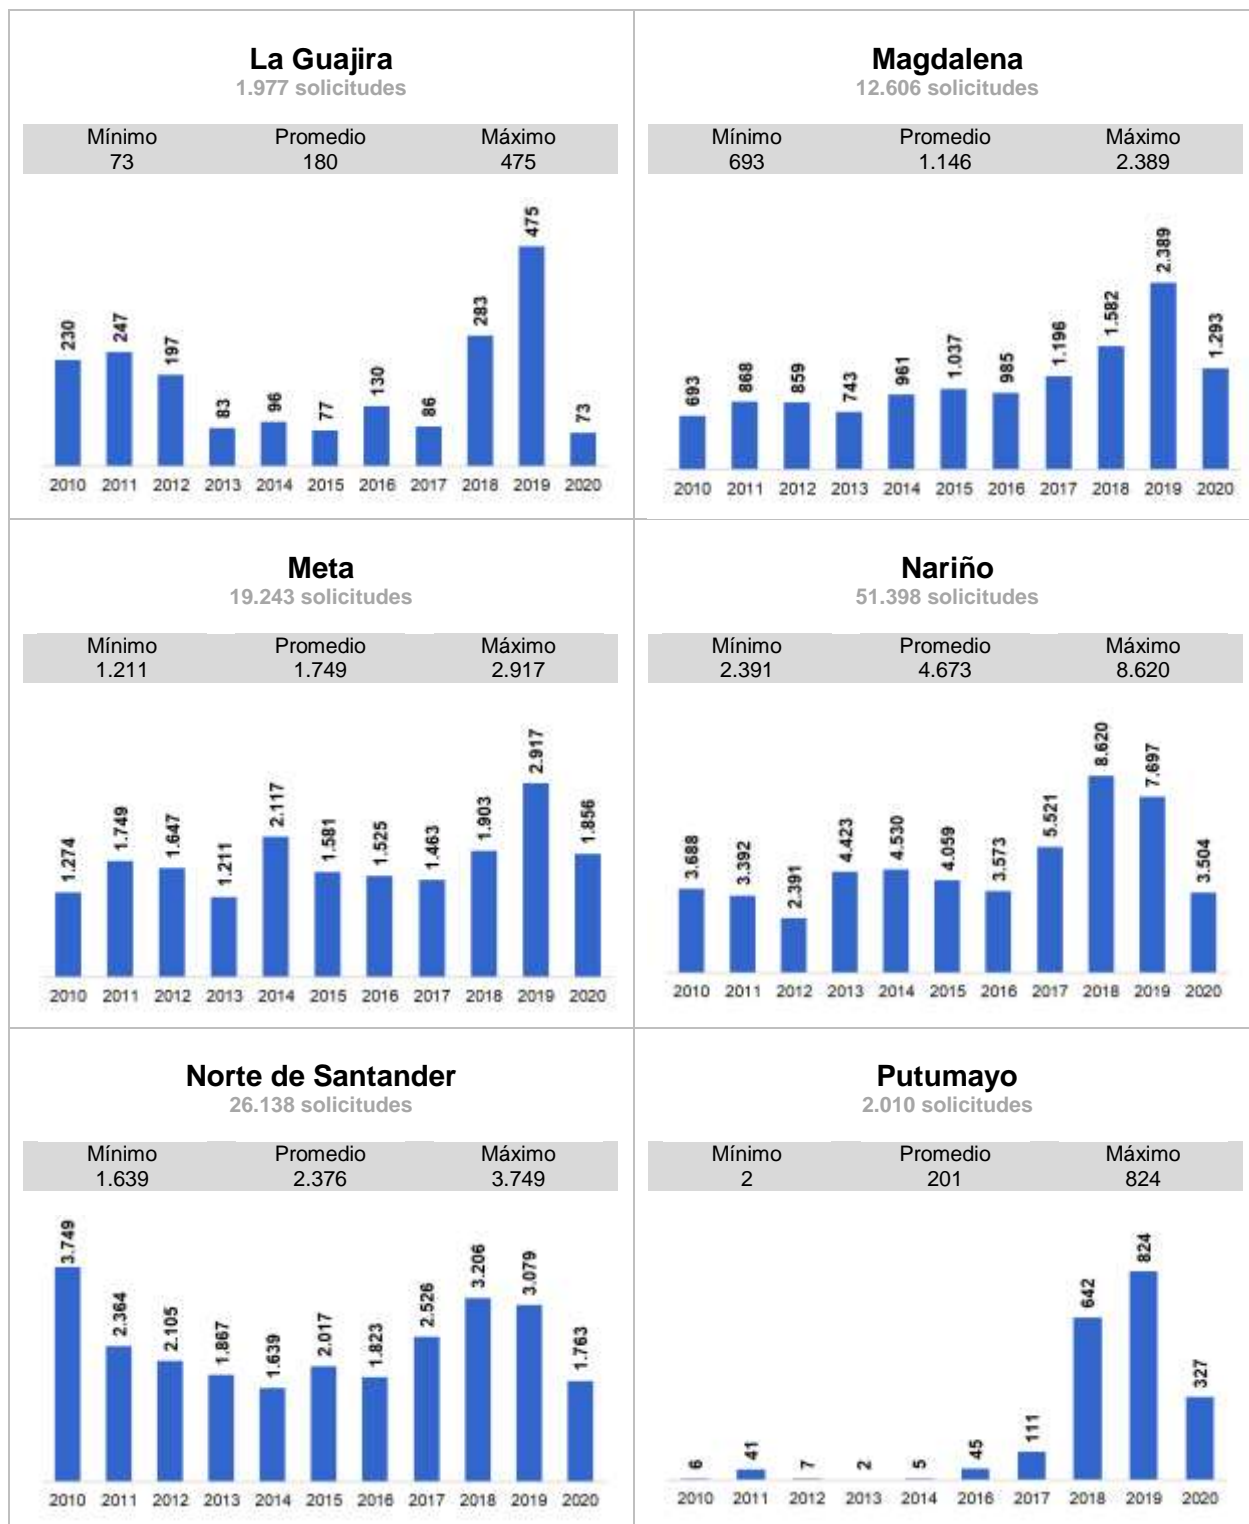 La Guajira
1.977 solicitudes
Mínimo Promedio Máximo
73 180 475
230 247 197 83 96 77 130 86 283 475 73
2010 2011 2012 2013 2014 2015 2016 2017 2018 2019 2020
Magdalena
12.606 solicitudes
Mínimo Promedio Máximo
693 1.146 2.389
693 868 859 743 961 1.037 985 1.196 1.582 2.389 1.293
2010 2011 2012 2013 2014 2015 2016 2017 2018 2019 2020
Meta
19.243 solicitudes
Mínimo Promedio Máximo
1.211 1.749 2.917
1.274 1.749 1.647 1.211 2.117 1.581 1.525 1.463 1.903 2.917 1.856
2010 2011 2012 2013 2014 2015 2016 2017 2018 2019 2020
Nariño
51.398 solicitudes
Mínimo Promedio Máximo
2.391 4.673 8.620
3.688 3.392 2.391 4.423 4.530 4.059 3.573 5.521 8.620 7.697 3.504
2010 2011 2012 2013 2014 2015 2016 2017 2018 2019 2020
Norte de Santander
26.138 solicitudes
Mínimo Promedio Máximo
1.639 2.376 3.749
3.749 2.364 2.105 1.867 1.639 2.017 1.823 2.526 3.206 3.079 1.763
2010 2011 2012 2013 2014 2015 2016 2017 2018 2019 2020
Putumayo
2.010 solicitudes
Mínimo Promedio Máximo
2 201 824
6 41 7 2 5 45 111 642 824 327
2010 2011 2012 2013 2014 2016 2017 2018 2019 2020